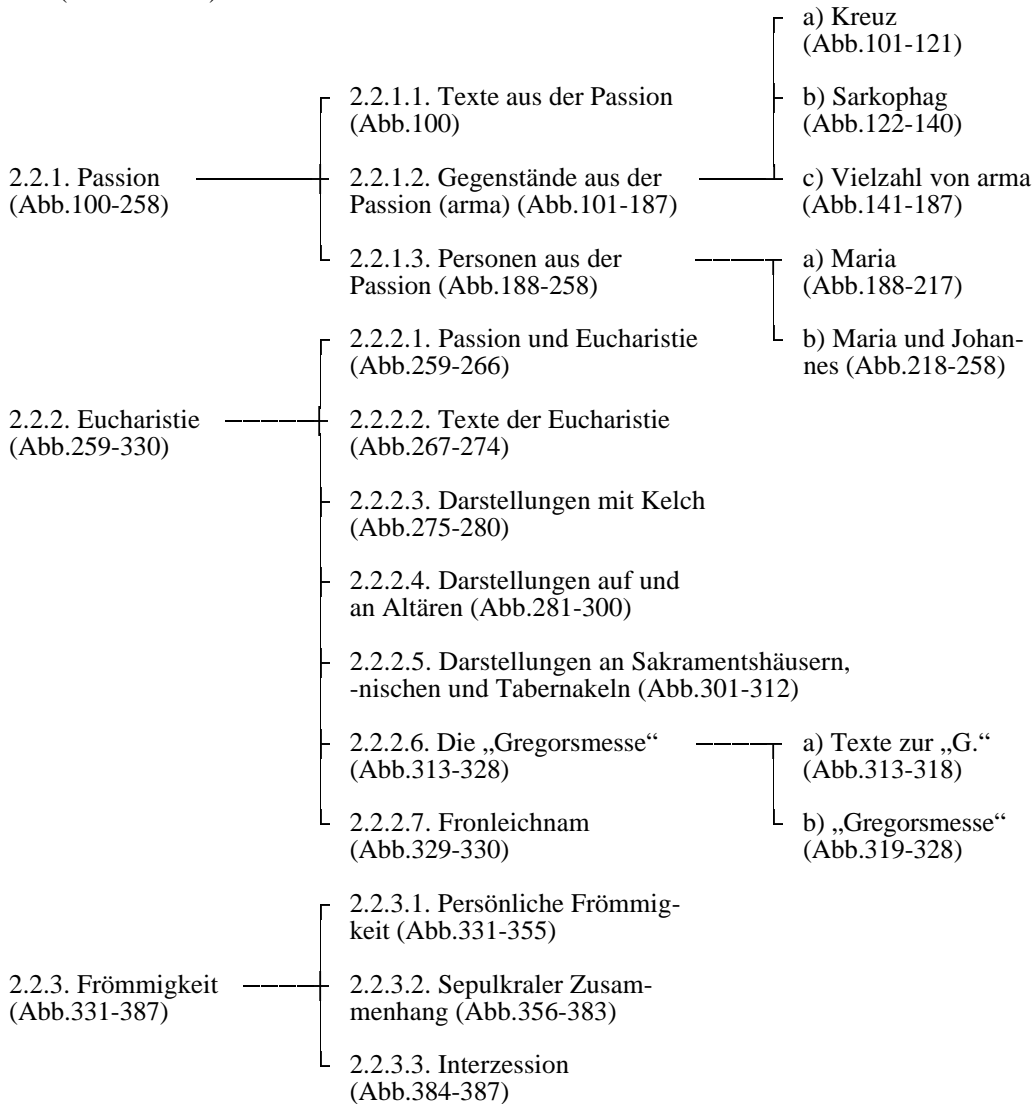 a) Kreuz
(Abb.101-121)
2.2.1.1. Texte aus der Passion
(Abb.100)
b) Sarkophag
(Abb.122-140)
2.2.1. Passion
(Abb.100-258)
2.2.1.2. Gegenstände aus der
Passion (arma) (Abb.101-187)
c) Vielzahl von arma
(Abb.141-187)
2.2.1.3. Personen aus der
Passion (Abb.188-258)
a) Maria
(Abb.188-217)
2.2.2.1. Passion und Eucharistie
(Abb.259-266)
b) Maria und Johan-
nes (Abb.218-258)
2.2.2. Eucharistie
(Abb.259-330)
2.2.2.2. Texte der Eucharistie
(Abb.267-274)
2.2.2.3. Darstellungen mit Kelch
(Abb.275-280)
2.2.2.4. Darstellungen auf und
an Altären (Abb.281-300)
2.2.2.5. Darstellungen an Sakramentshäusern,
-nischen und Tabernakeln (Abb.301-312)
2.2.2.6. Die „Gregorsmesse“
(Abb.313-328)
a) Texte zur „G.“
(Abb.313-318)
2.2.2.7. Fronleichnam
(Abb.329-330)
b) „Gregorsmesse“
(Abb.319-328)
2.2.3.1. Persönliche Frömmig-
keit (Abb.331-355)
2.2.3. Frömmigkeit
(Abb.331-387)
2.2.3.2. Sepulkraler Zusam-
menhang (Abb.356-383)
2.2.3.3. Interzession
(Abb.384-387)